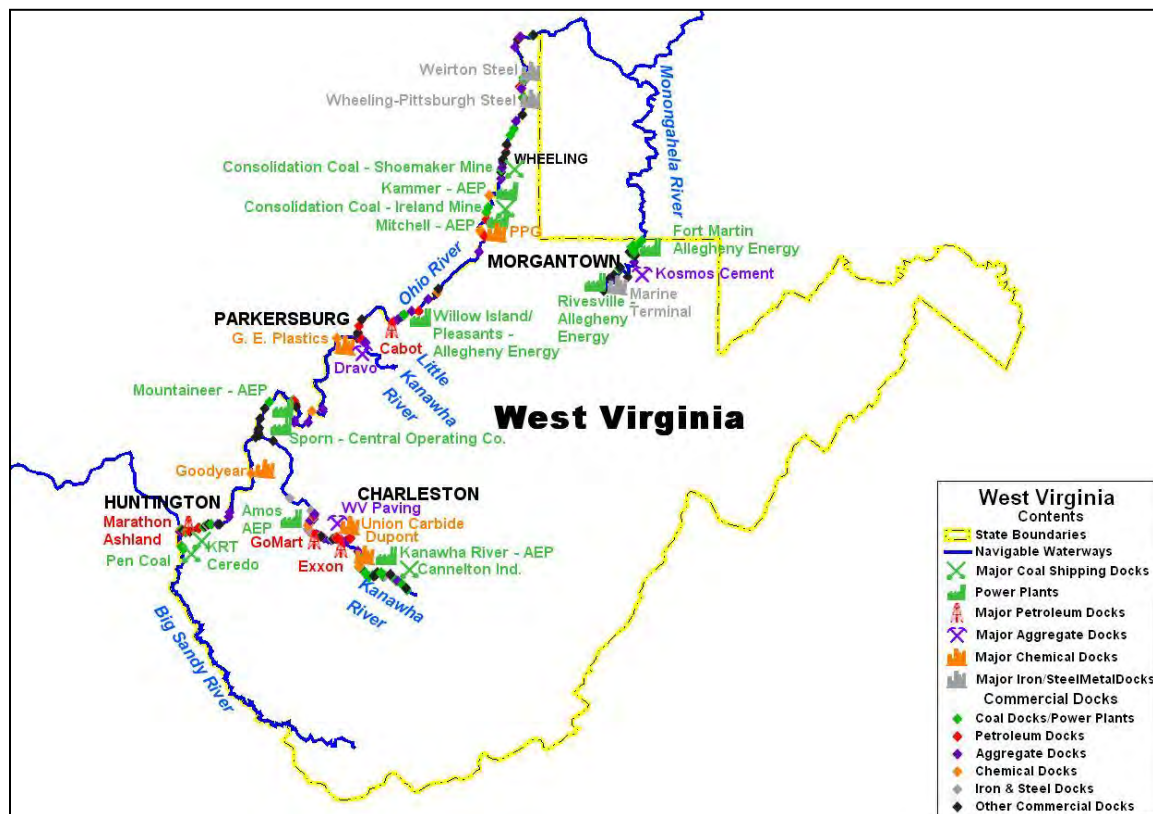 Weirton Steel
Wheeling-Pittsburgh Steel
Monongahela River
WHEELING
Consolidation Coal - Shoemaker Mine
Kammer - AEP
Consolidation Coal - Ireland Mine
Mitchell - AEP
PPG
Fort Martin
Allegheny Energy
MORGANTOWN
Kosmos Cement
Ohio River
Rivesville -
Allegheny
Energy
Marine
Terminal
PARKERSBURG
Willow Island/
Pleasants -
Allegheny Energy
G. E. Plastics
Cabot
Dravo
Little
Kanawha
River
Mountaineer - AEP
West Virginia
Sporn - Central Operating Co.
Goodyear
HUNTINGTON
CHARLESTON
Marathon
Ashland
Amos
AEP
WV Paving
Union Carbide
Dupont
GoMart
KRT
Ceredo
Pen Coal
Exxon
Kanawha River - AEP
Cannelton Ind.
Kanawha
River
Big Sandy River
West Virginia
Contents
State Boundaries
Navigable Waterways
Major Coal Shipping Docks
Power Plants
Major Petroleum Docks
Major Aggregate Docks
Major Chemical Docks
Major Iron/SteelMetalDocks
Commercial Docks
Coal Docks/Power Plants
Petroleum Docks
Aggregate Docks
Chemical Docks
Iron & Steel Docks
Other Commercial Docks